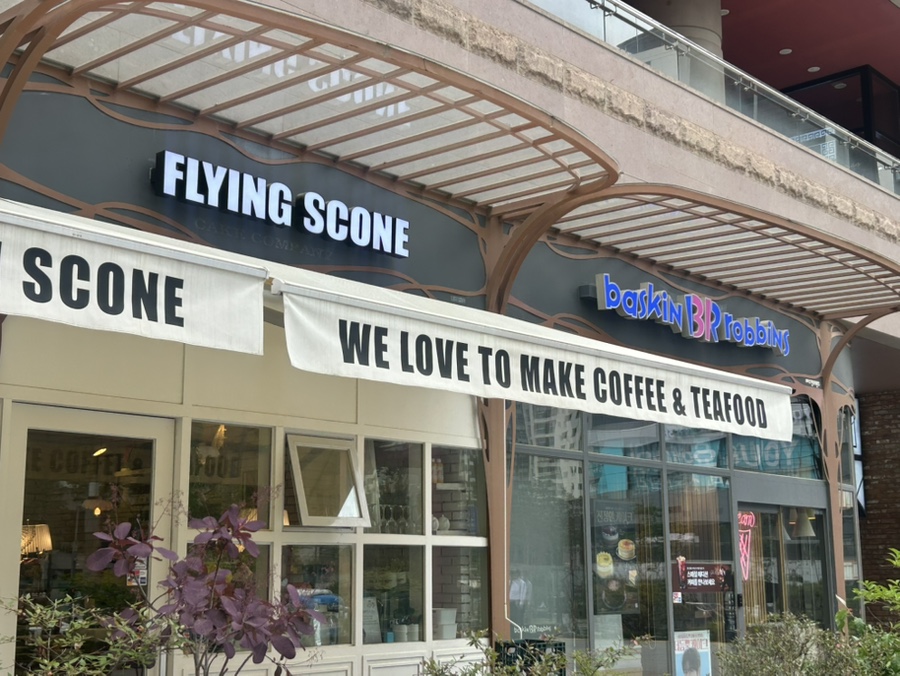 FLYING SCONE
SCONE
WE LOVE TO MAKE COFFEE & TEAFOOD
baskin BR robbins